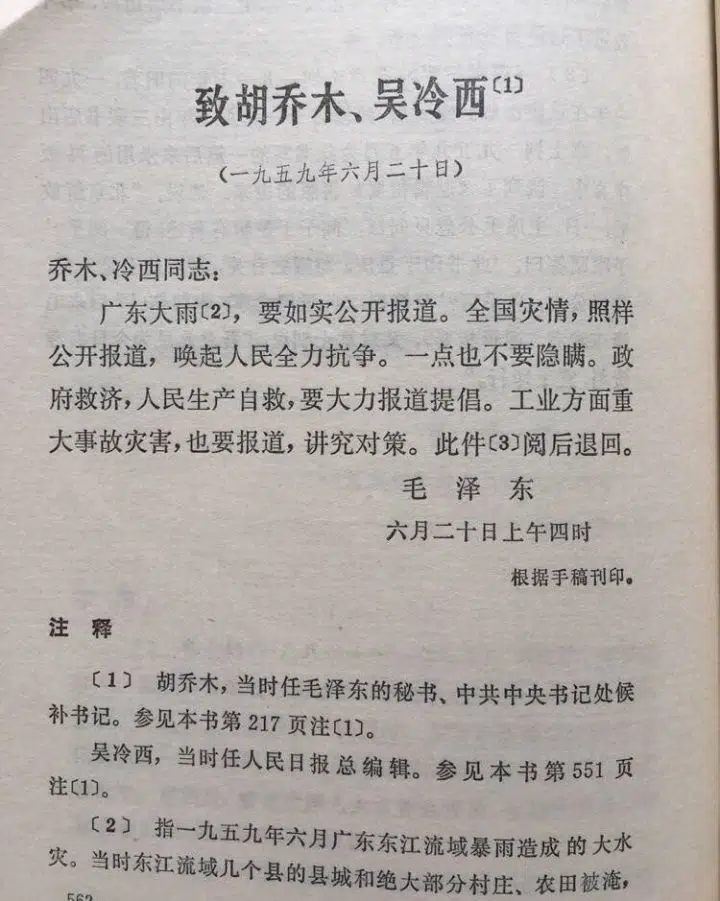 致胡乔木、吴冷西〔1〕
(一九五九年六月二十日)
乔木、冷西同志:
广东大雨〔2〕,要如实公开报道。全国灾情,照样
公开报道,唤起人民全力抗争。一点也不要隐瞒。政
府救济,人民生产自救,要大力报道提倡。工业方面重
大事故灾害,也要报道,讲究对策。此件〔3〕阅后退回。
毛泽东
六月二十日上午四时
根据手稿刊印。
注释
〔1〕 胡乔木,当时任毛泽东的秘书、中共中央书记处候
补书记。参见本书第217页注〔1〕。
吴冷西,当时任人民日报总编辑。参见本书第551页
注〔1〕。
〔2〕 指一九五九年六月广东东江流域暴雨造成的大水
灾。当时东江流域几个县的县城和绝大部分村庄、农田被淹,
562